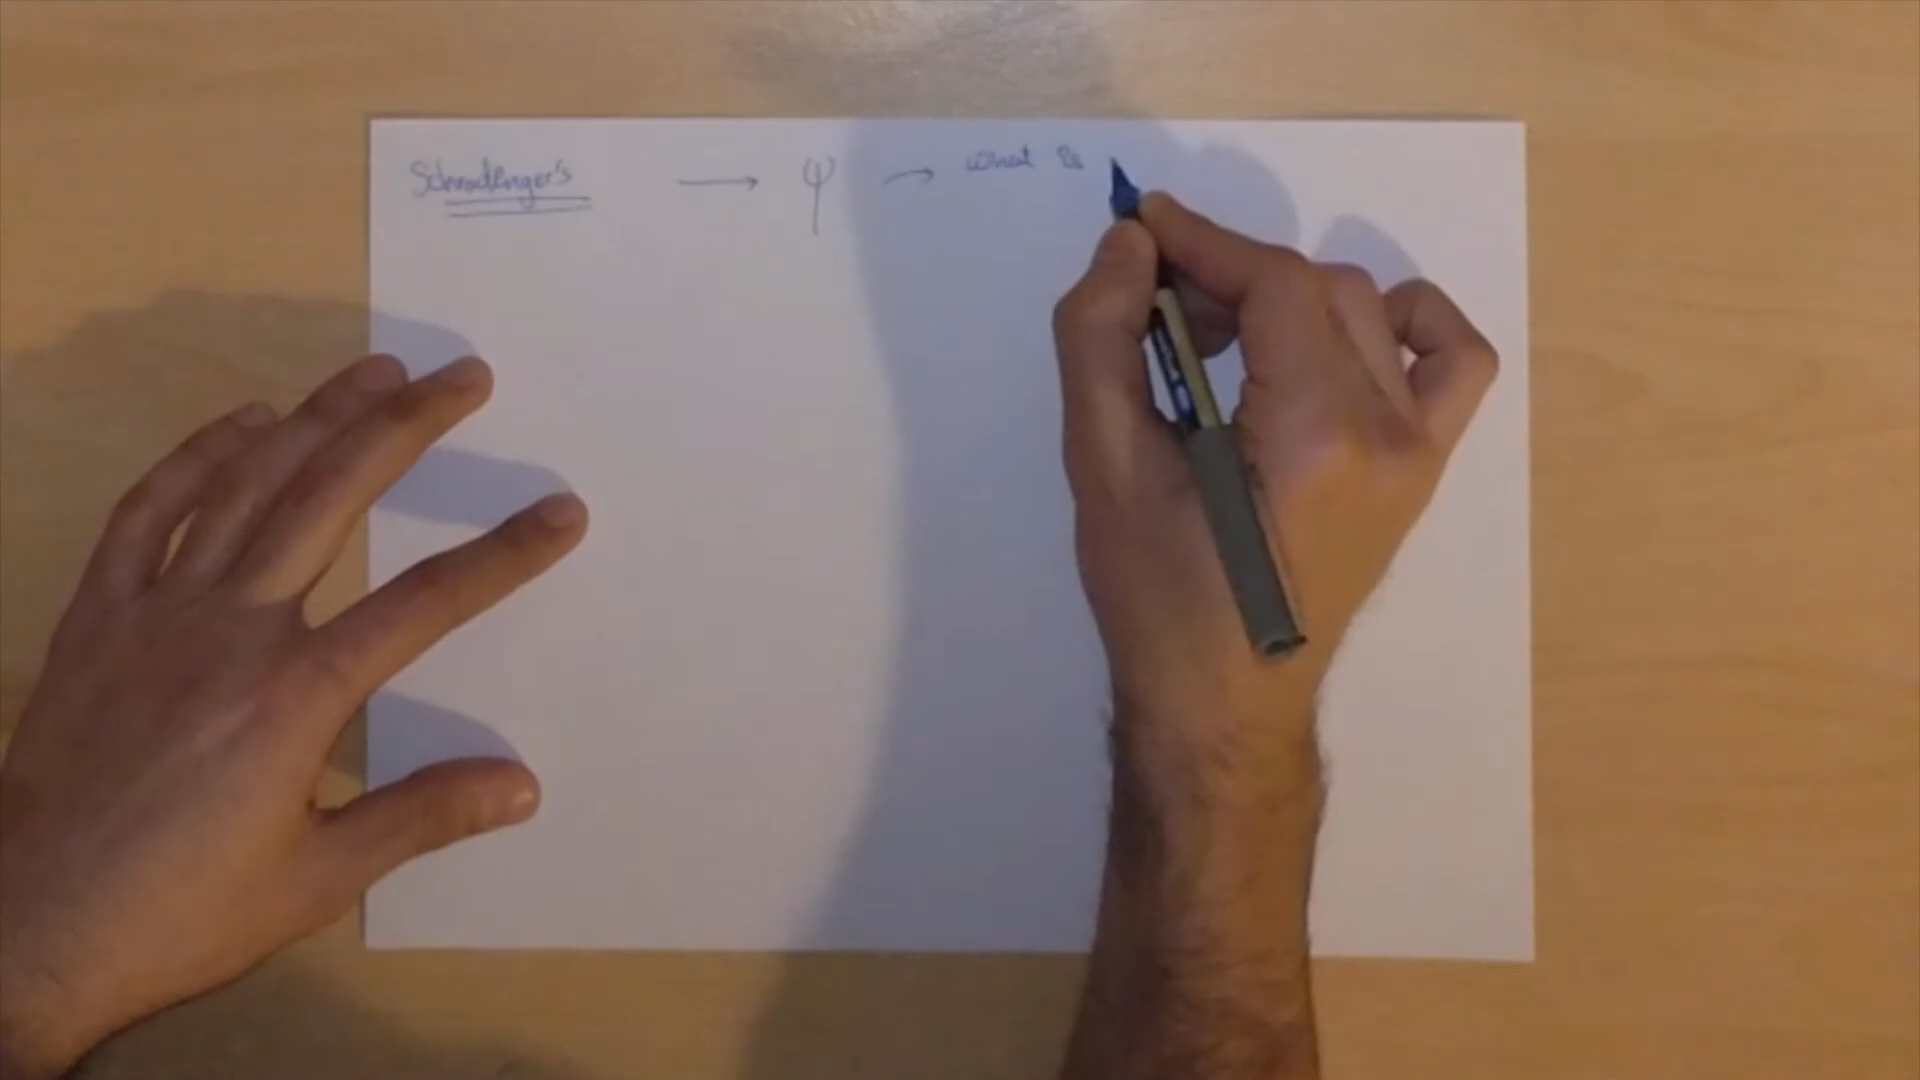 Schrodinger's → ψ → what is